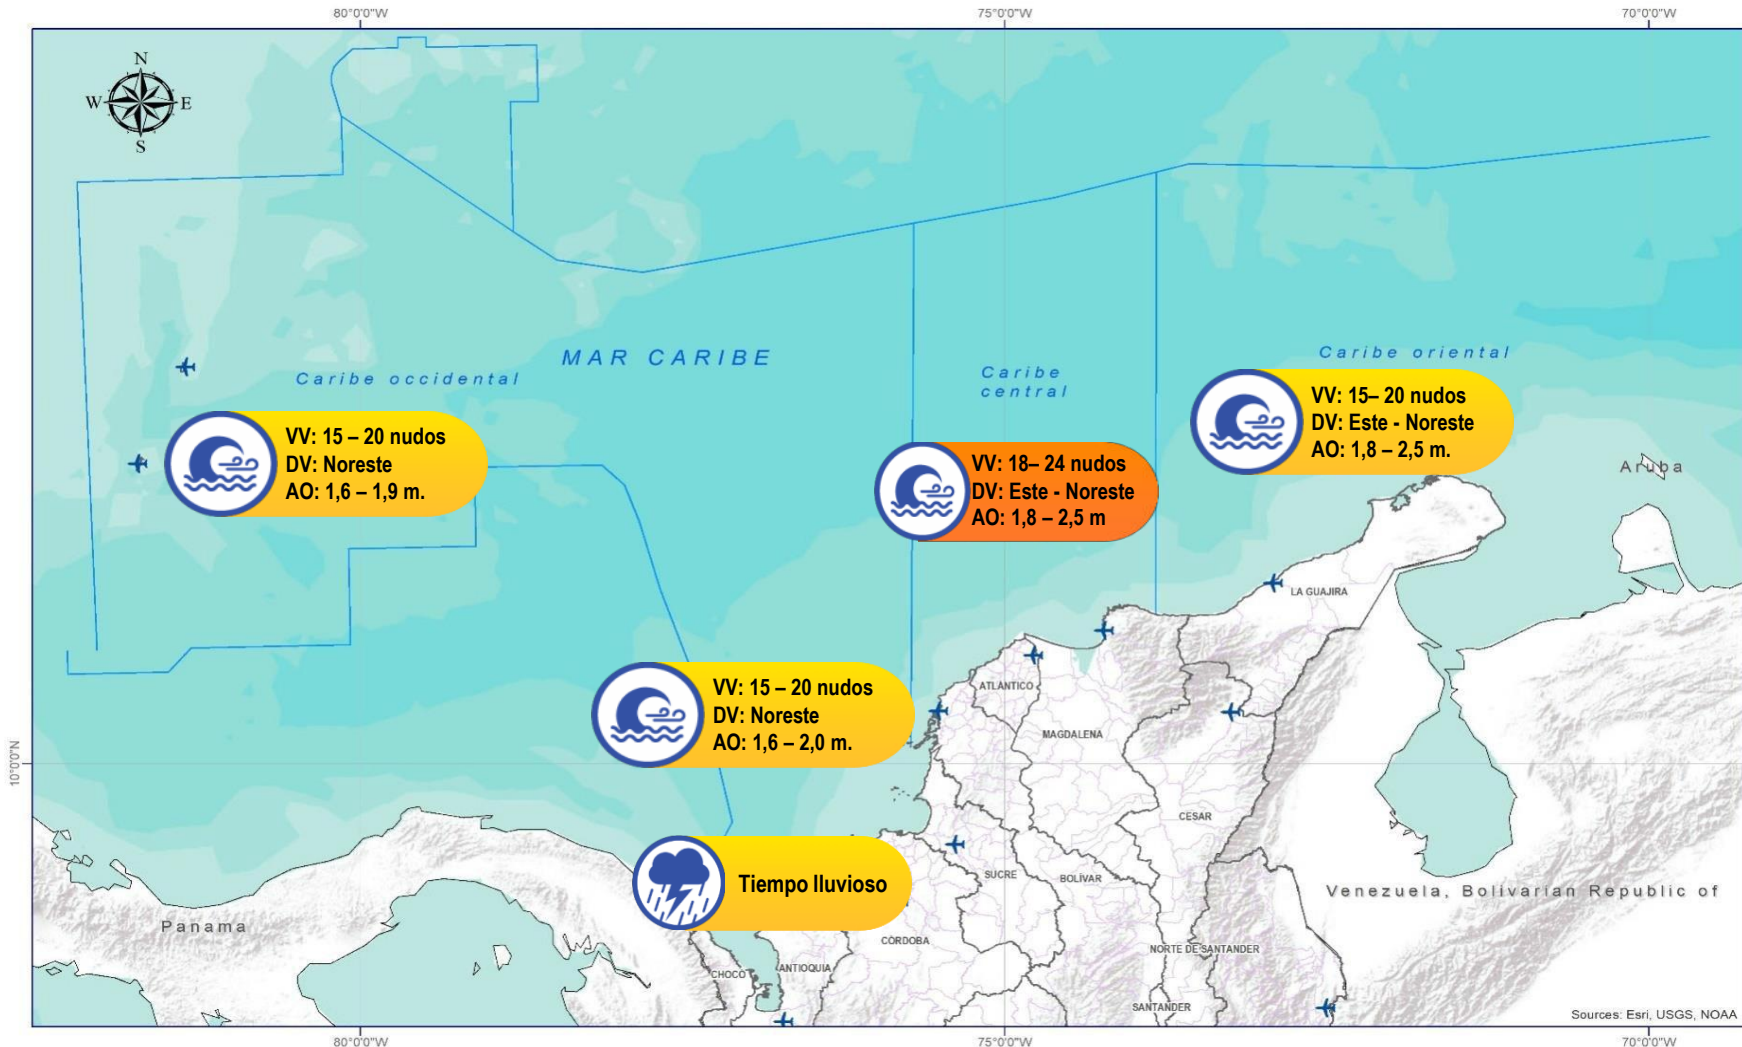 80°0'0"W
75°0'0"W
70°0'0"W
N
W
E
S
MAR CARIBE
Caribe occidental
Caribe
central
Caribe oriental
VV: 15 – 20 nudos
DV: Noreste
AO: 1,6 – 1,9 m.
VV: 18– 24 nudos
DV: Este - Noreste
AO: 1,8 – 2,5 m
VV: 15– 20 nudos
DV: Este - Noreste
AO: 1,8 – 2,5 m.
Aruba
LA GUAJIRA
VV: 15 – 20 nudos
DV: Noreste
AO: 1,6 – 2,0 m.
ATLÁNTICO
MAGDALENA
10°0'0"N
CESAR
Tiempo lluvioso
SUCRE
BOLÍVAR
Venezuela, Bolivarian Republic of
Panama
CÓRDOBA
NORTE DE SANTANDER
CHOCO
ANTIOQUIA
SANTANDER
Sources: Esri, USGS, NOAA
80°0'0"W
75°0'0"W
70°0'0"W